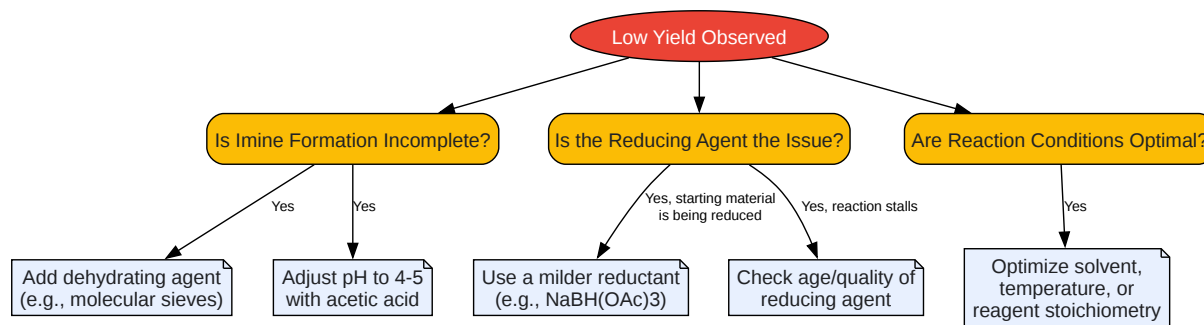 Low Yield Observed
Is Imine Formation Incomplete?
Is the Reducing Agent the Issue?
Are Reaction Conditions Optimal?
Yes
Yes
Yes, starting material
is being reduced
Yes, reaction stalls
Yes
Add dehydrating agent
(e.g., molecular sieves)
Adjust pH to 4-5
with acetic acid
Use a milder reductant
(e.g., NaBH(OAc)3)
Check age/quality of
reducing agent
Optimize solvent,
temperature, or
reagent stoichiometry